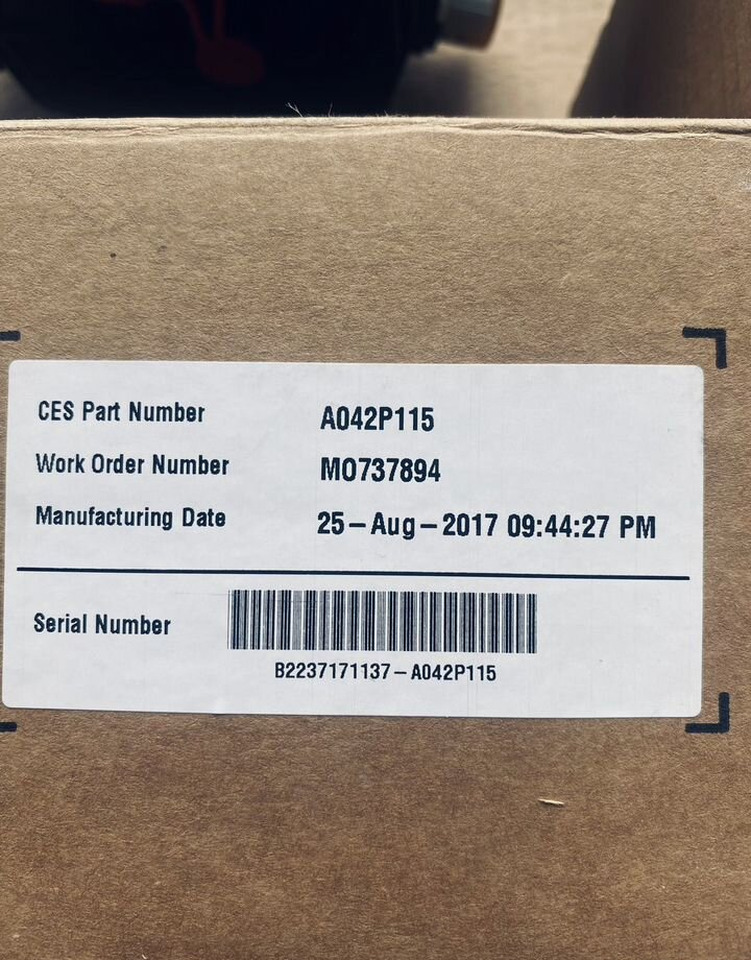 CES Part Number A042P115
Work Order Number M0737894
Manufacturing Date 25-Aug-2017 09:44:27 PM
Serial Number
B2237171137-A042P115